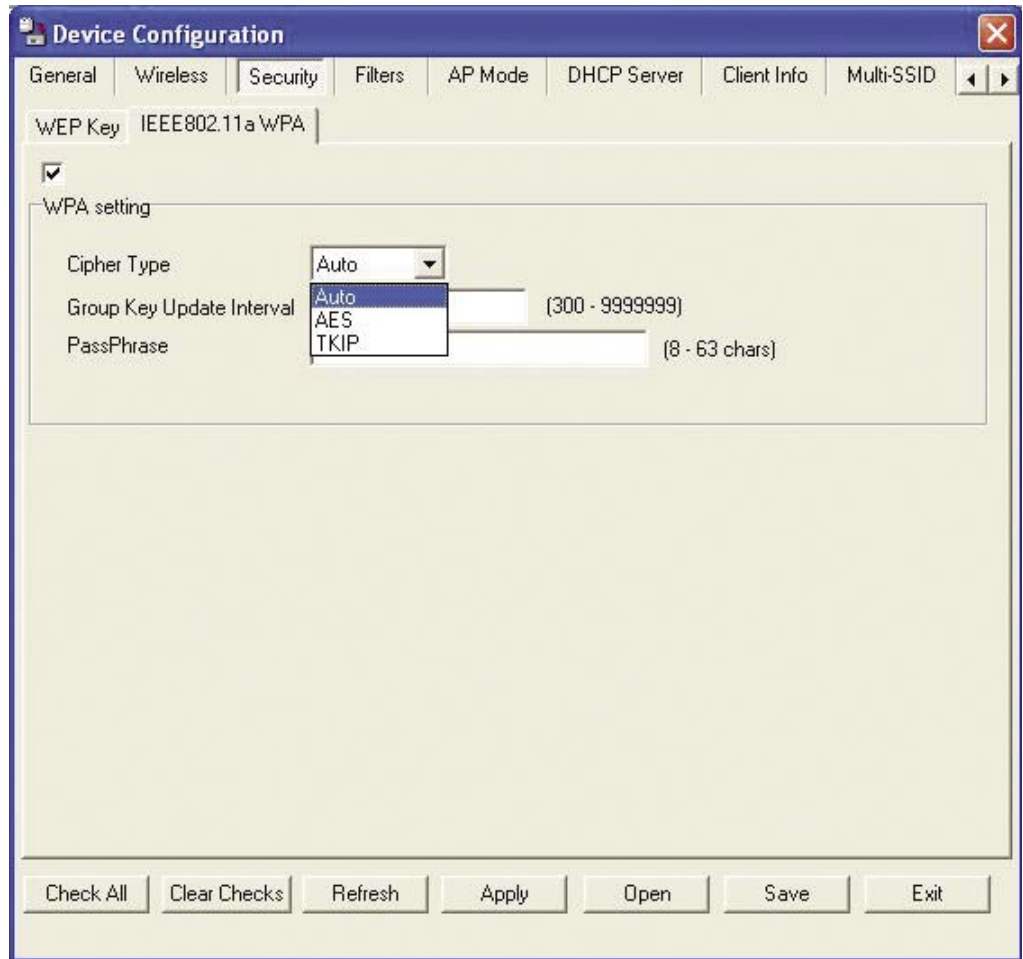 Device Configuration
General Wireless Security Filters AP Mode DHCP Server Client Info Multi-SSID
WEP Key IEEE802.11a WPA
WPA setting
Cipher Type Auto
Auto
Group Key Update Interval (300 - 9999999)
AES
TKIP
PassPhrase (8 - 63 chars)
Check All Clear Checks Refresh Apply Open Save Exit